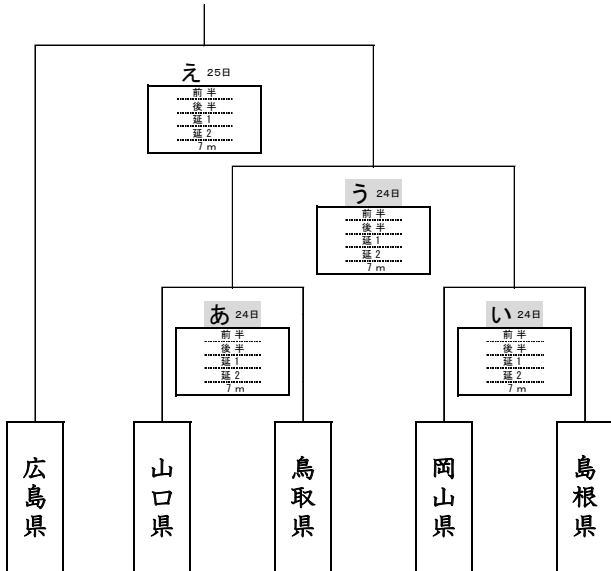 え 25日
前半
後半
延1
延2
7m
う 24日
前半
後半
延1
延2
7m
あ 24日
前半
後半
延1
延2
7m
い 24日
前半
後半
延1
延2
7m
広島県
山口県
鳥取県
岡山県
島根県